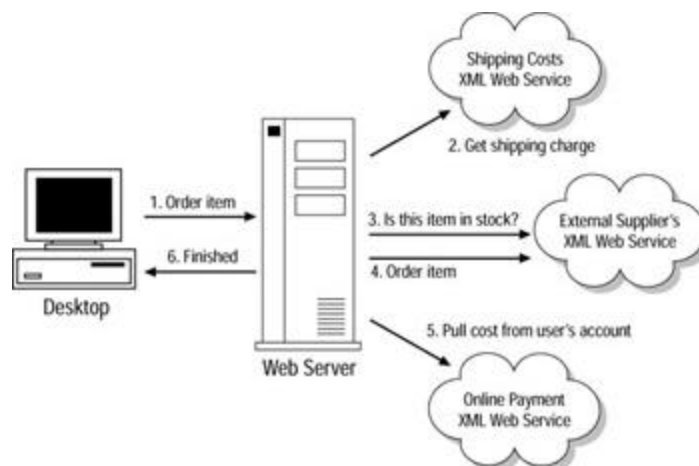 Shipping Costs
XML Web Service
2. Get shipping charge
1. Order item
3. Is this item in stock?
External Supplier's
XML Web Service
6. Finished
4. Order item
Desktop
5. Pull cost from user's account
Web Server
Online Payment
XML Web Service